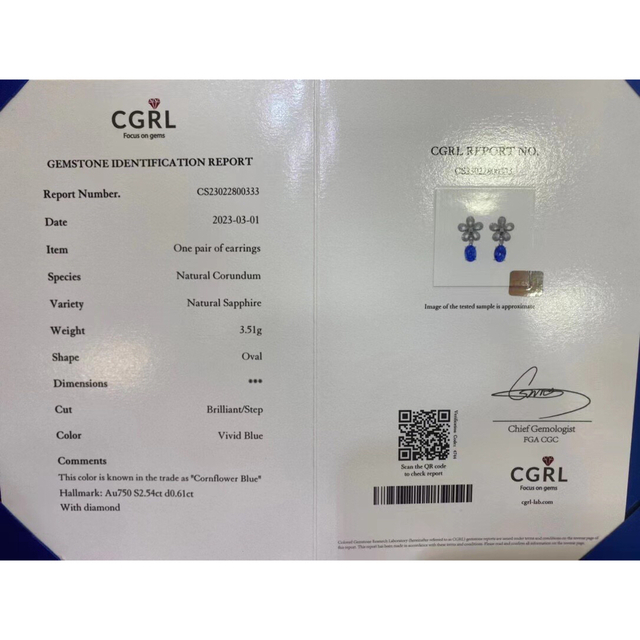 CGRL
Focus on gems
GEMSTONE IDENTIFICATION REPORT
Report Number. CS23022800333
Date 2023-03-01
Item One pair of earrings
Species Natural Corundum
Variety Natural Sapphire
Weight 3.51g
Shape Oval
Dimensions ***
Cut Brilliant/Step
Color Vivid Blue
Comments
This color is known in the trade as "Cornflower Blue"
Hallmark: Au750 S2.54ct d0.61ct
With diamond
CGRL REPORT NO.
CS23022800333
Image of the tested sample is approximate
Scan the QR code
to check report
Chief Gemologist
FGA CGC
CGRL
Focus on gems
cgrl-lab.com